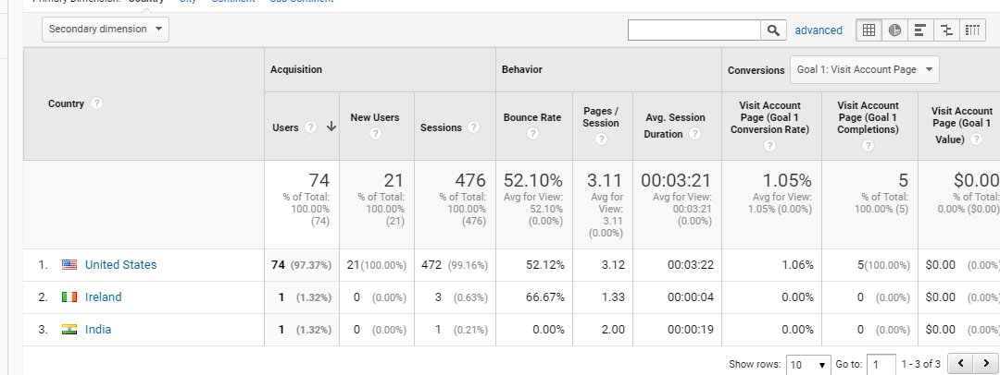 Primary Dimension: Country City Continent Sub Continent
Secondary dimension
advanced
Acquisition Behavior Conversions Goal 1: Visit Account Page
Country ?
Users ? New Users ? Sessions ? Bounce Rate ? Pages / Session ? Avg. Session Duration ? Visit Account Page (Goal 1 Conversion Rate) ? Visit Account Page (Goal 1 Completions) ? Visit Account Page (Goal 1 Value) ?
74 21 476 52.10% 3.11 00:03:21 1.05% 5 $0.00
% of Total: 100.00% (74) % of Total: 100.00% (21) % of Total: 100.00% (476) Avg for View: 52.10% (0.00%) Avg for View: 3.11 (0.00%) Avg for View: 00:03:21 (0.00%) Avg for View: 1.05% (0.00%) % of Total: 100.00% (5) % of Total: 0.00% ($0.00)
1. United States 74 (97.37%) 21(100.00%) 472 (99.16%) 52.12% 3.12 00:03:22 1.06% 5(100.00%) $0.00 (0.00%)
2. Ireland 1 (1.32%) 0 (0.00%) 3 (0.63%) 66.67% 1.33 00:00:04 0.00% 0 (0.00%) $0.00 (0.00%)
3. India 1 (1.32%) 0 (0.00%) 1 (0.21%) 0.00% 2.00 00:00:19 0.00% 0 (0.00%) $0.00 (0.00%)
Show rows: 10 Go to: 1 1 - 3 of 3